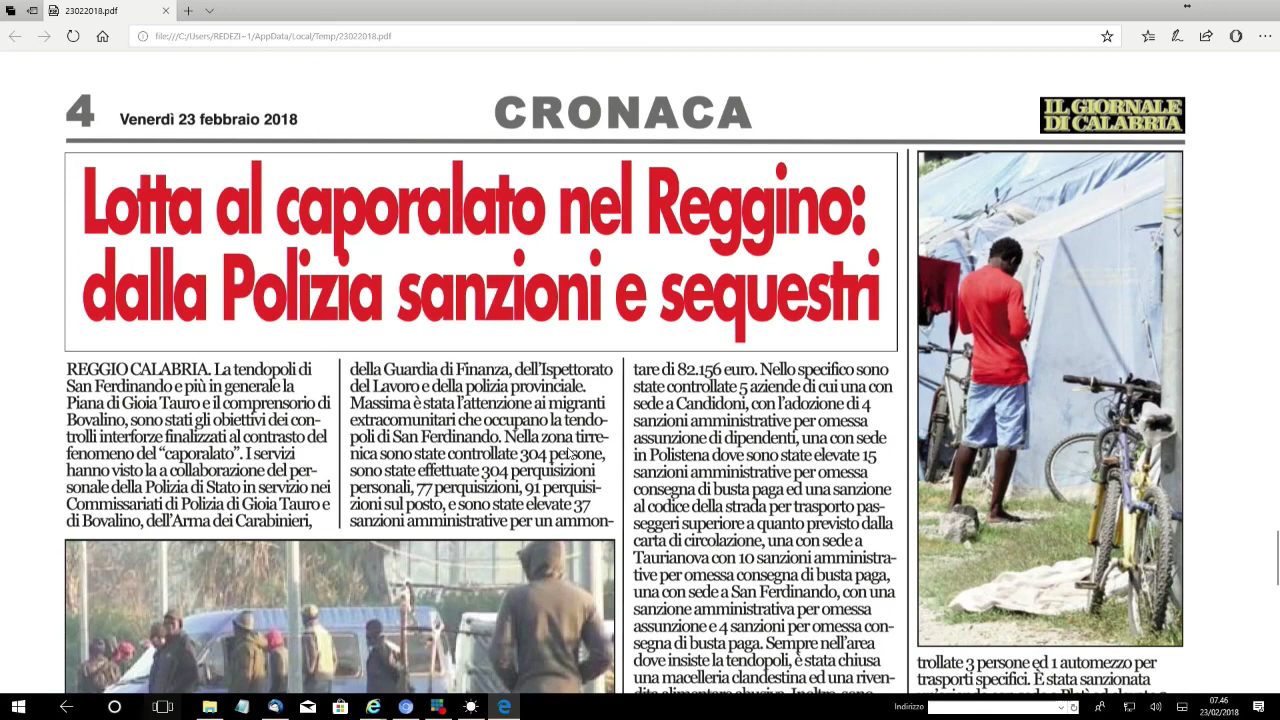 23022018.pdf
file:///C:/Users/REDEZI~1/AppData/Local/Temp/23022018.pdf
4
Venerdì 23 febbraio 2018
CRONACA
IL GIORNALE
DI CALABRIA
Lotta al caporalato nel Reggino:
dalla Polizia sanzioni e sequestri
REGGIO CALABRIA. La tendopoli di
San Ferdinando e più in generale la
Piana di Gioia Tauro e il comprensorio di
Bovalino, sono stati gli obiettivi dei con-
trolli interforze finalizzati al contrasto del
fenomeno del “caporalato”. I servizi
hanno visto la a collaborazione del per-
sonale della Polizia di Stato in servizio nei
Commissariati di Polizia di Gioia Tauro e
di Bovalino, dell’Arma dei Carabinieri,
della Guardia di Finanza, dell’Ispettorato
del Lavoro e della polizia provinciale.
Massima è stata l’attenzione ai migranti
extracomunitari che occupano la tendo-
poli di San Ferdinando. Nella zona tirre-
nica sono state controllate 304 persone,
sono state effettuate 304 perquisizioni
personali, 77 perquisizioni, 91 perquisi-
zioni sul posto, e sono state elevate 37
sanzioni amministrative per un ammon-
tare di 82.156 euro. Nello specifico sono
state controllate 5 aziende di cui una con
sede a Candidoni, con l’adozione di 4
sanzioni amministrative per omessa
assunzione di dipendenti, una con sede
in Polistena dove sono state elevate 15
sanzioni amministrative per omessa
consegna di busta paga ed una sanzione
al codice della strada per trasporto pas-
seggeri superiore a quanto previsto dalla
carta di circolazione, una con sede a
Taurianova con 10 sanzioni amministra-
tive per omessa consegna di busta paga,
una con sede a San Ferdinando, con una
sanzione amministrativa per omessa
assunzione e 4 sanzioni per omessa con-
segna di busta paga. Sempre nell’area
dove insiste la tendopoli, è stata chiusa
una macelleria clandestina ed una riven-
dita alimentare abusiva. Inoltre, sono
trollate 3 persone ed 1 automezzo per
trasporti specifici. È stata sanzionata
Indirizzo
07.46
23/02/2018